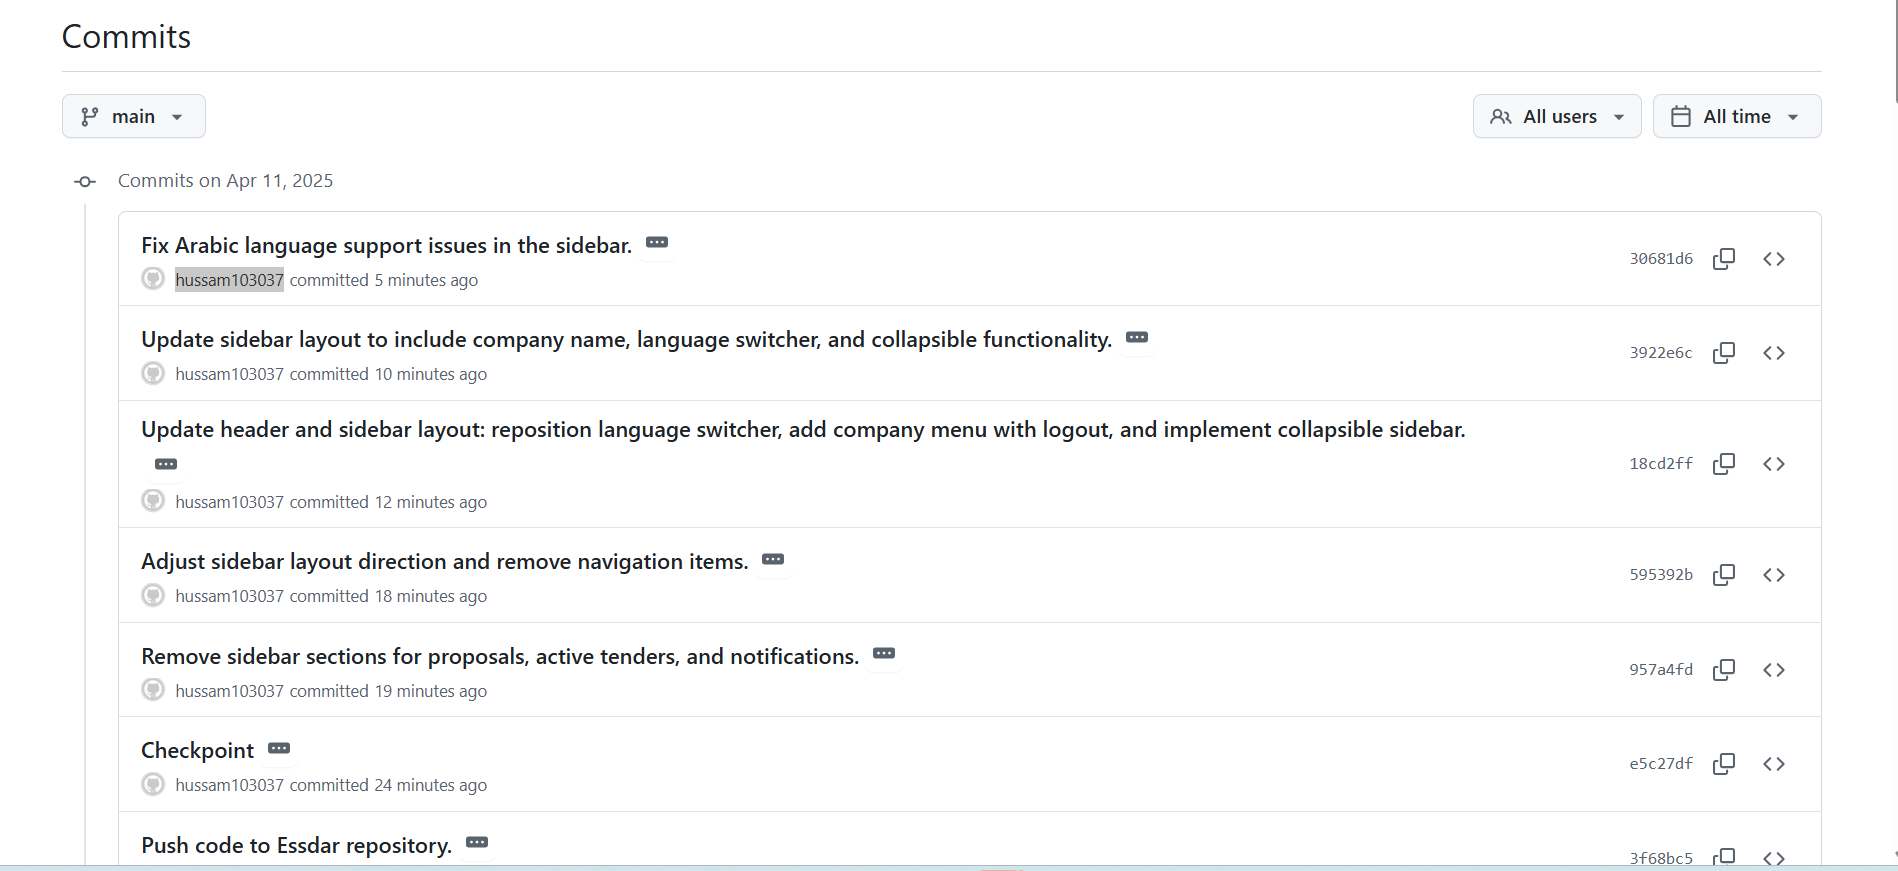 Commits
main
All users
All time
Commits on Apr 11, 2025
Fix Arabic language support issues in the sidebar.
hussam103037 committed 5 minutes ago
30681d6
Update sidebar layout to include company name, language switcher, and collapsible functionality.
hussam103037 committed 10 minutes ago
3922e6c
Update header and sidebar layout: reposition language switcher, add company menu with logout, and implement collapsible sidebar.
hussam103037 committed 12 minutes ago
18cd2ff
Adjust sidebar layout direction and remove navigation items.
hussam103037 committed 18 minutes ago
595392b
Remove sidebar sections for proposals, active tenders, and notifications.
hussam103037 committed 19 minutes ago
957a4fd
Checkpoint
hussam103037 committed 24 minutes ago
e5c27df
Push code to Essdar repository.
3f68bc5